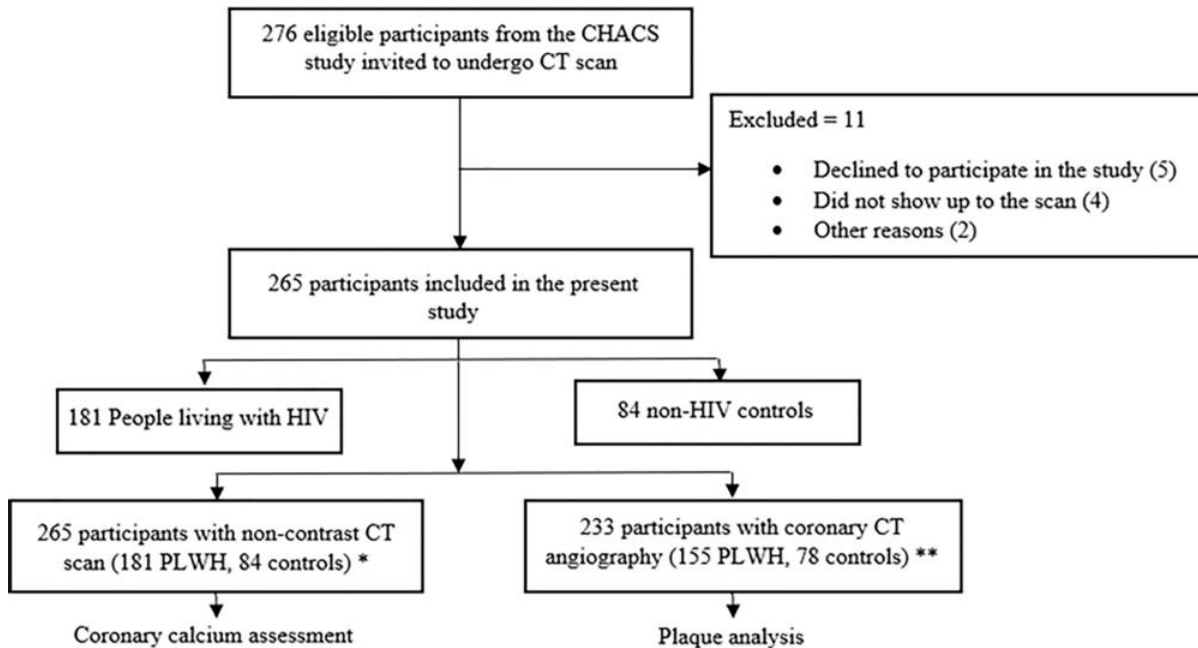 276 eligible participants from the CHACS
study invited to undergo CT scan
Excluded = 11
• Declined to participate in the study (5)
• Did not show up to the scan (4)
• Other reasons (2)
265 participants included in the present
study
181 People living with HIV
84 non-HIV controls
265 participants with non-contrast CT
scan (181 PLWH, 84 controls) *
233 participants with coronary CT
angiography (155 PLWH, 78 controls) **
Coronary calcium assessment
Plaque analysis